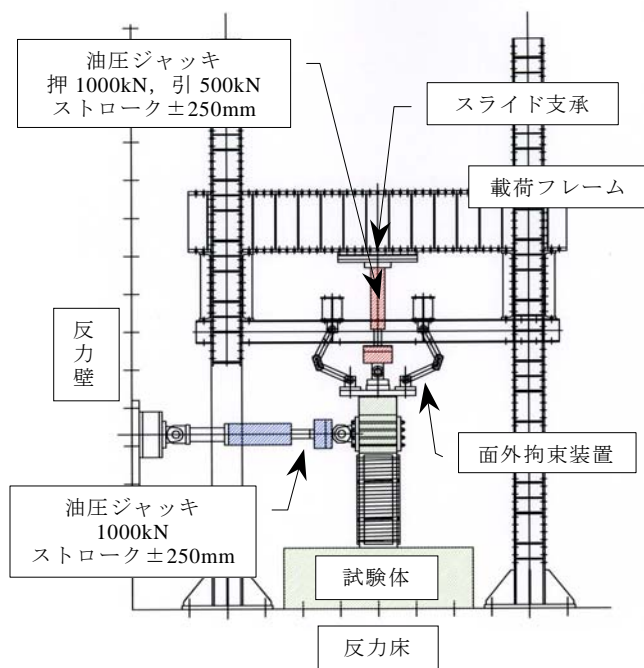 油圧ジャッキ
押 1000kN，引 500kN
ストローク±250mm
スライド支承
載荷フレーム
反力壁
面外拘束装置
油圧ジャッキ
1000kN
ストローク±250mm
試験体
反力床